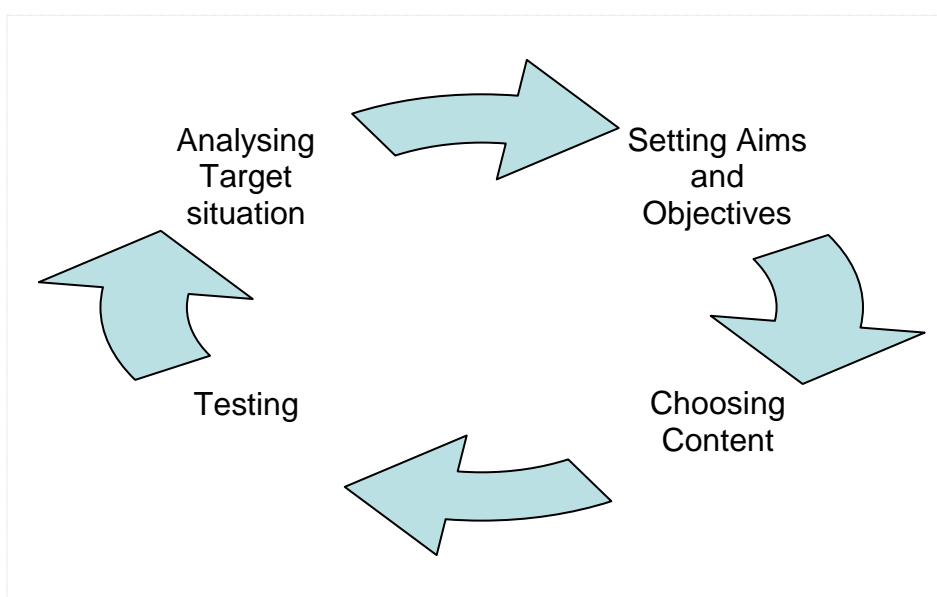 Analysing
Target
situation
Setting Aims
and
Objectives
Testing
Choosing
Content